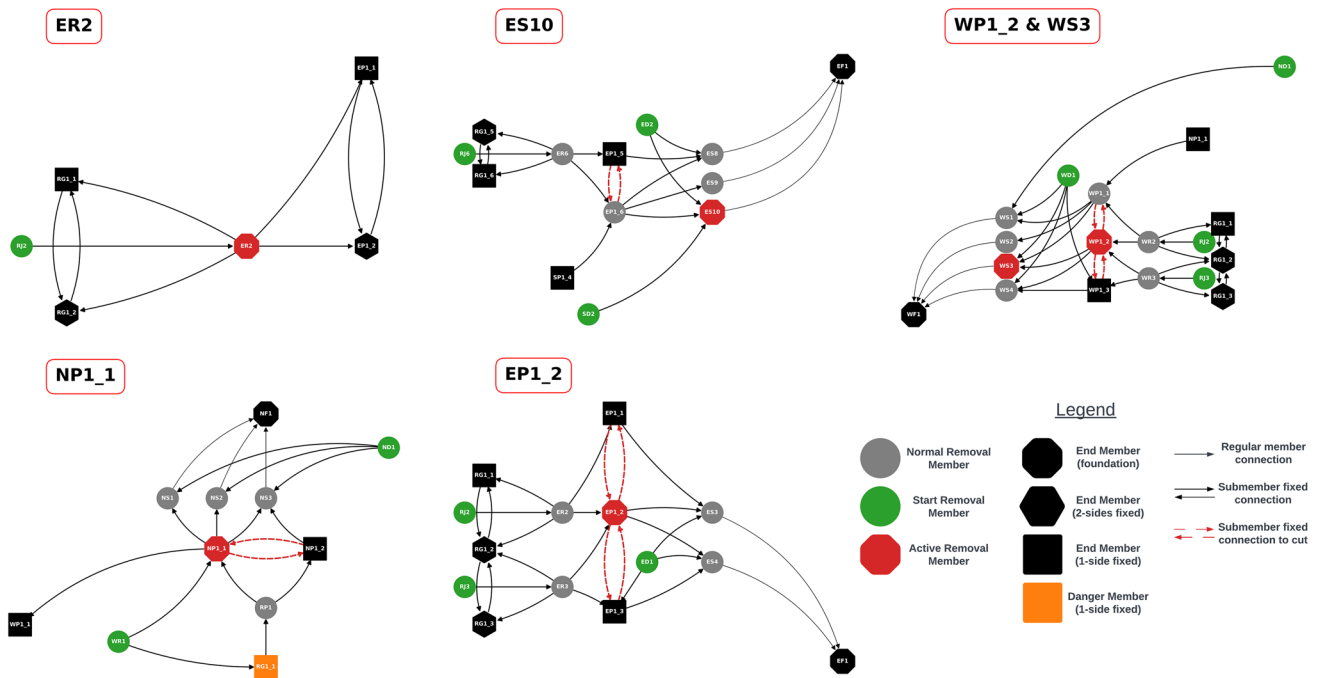 ER2
ES10
WP1_2 & WS3
EP1_1
RG1_1
RJ2
ER2
EP1_2
RG1_2
EF1
ED2
RG1_5
RJ6
ER6
EP1_5
ES8
RG1_6
ES9
EP1_6
ES10
SP1_4
SD2
ND1
NP1_1
WD1
WP1_1
WS1
RG1_1
WS2
WP1_2
WR2
RJ2
RG1_2
WS3
WR3
RJ3
WS4
WP1_3
RG1_3
WF1
NP1_1
EP1_2
NF1
ND1
NS1
NS2
NS3
NP1_1
NP1_2
RP1
WP1_1
WR1
RG1_1
EP1_1
RG1_1
RJ2
ER2
EP1_2
ES3
RG1_2
ED1
ES4
RJ3
ER3
EP1_3
RG1_3
EF1
Legend
Normal Removal
Member
End Member
(foundation)
Regular member
connection
Start Removal
Member
End Member
(2-sides fixed)
Submember fixed
connection
Active Removal
Member
End Member
(1-side fixed)
Submember fixed
connection to cut
Danger Member
(1-side fixed)